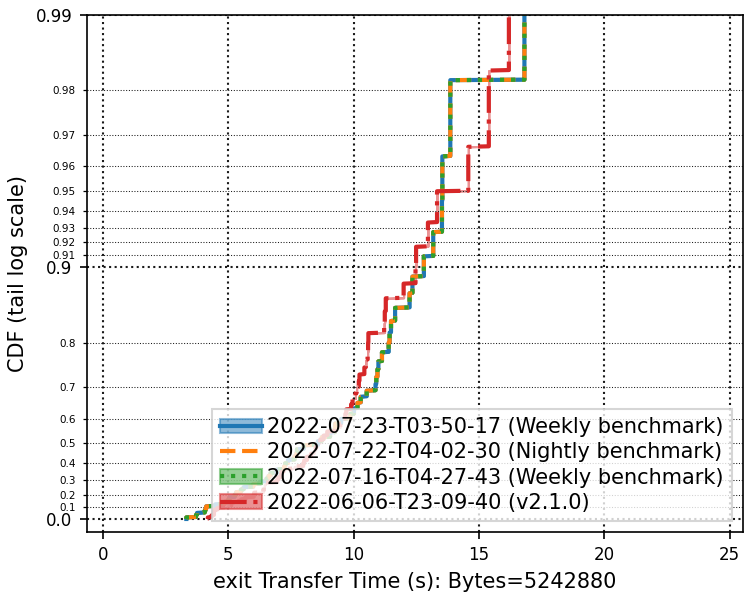 0.99
0.98
0.97
0.96
0.95
0.94
0.93
0.92
0.91
0.9
0.8
0.7
0.6
0.5
0.4
0.3
0.2
0.1
0.0
CDF (tail log scale)
2022-07-23-T03-50-17 (Weekly benchmark)
2022-07-22-T04-02-30 (Nightly benchmark)
2022-07-16-T04-27-43 (Weekly benchmark)
2022-06-06-T23-09-40 (v2.1.0)
0 5 10 15 20 25
exit Transfer Time (s): Bytes=5242880